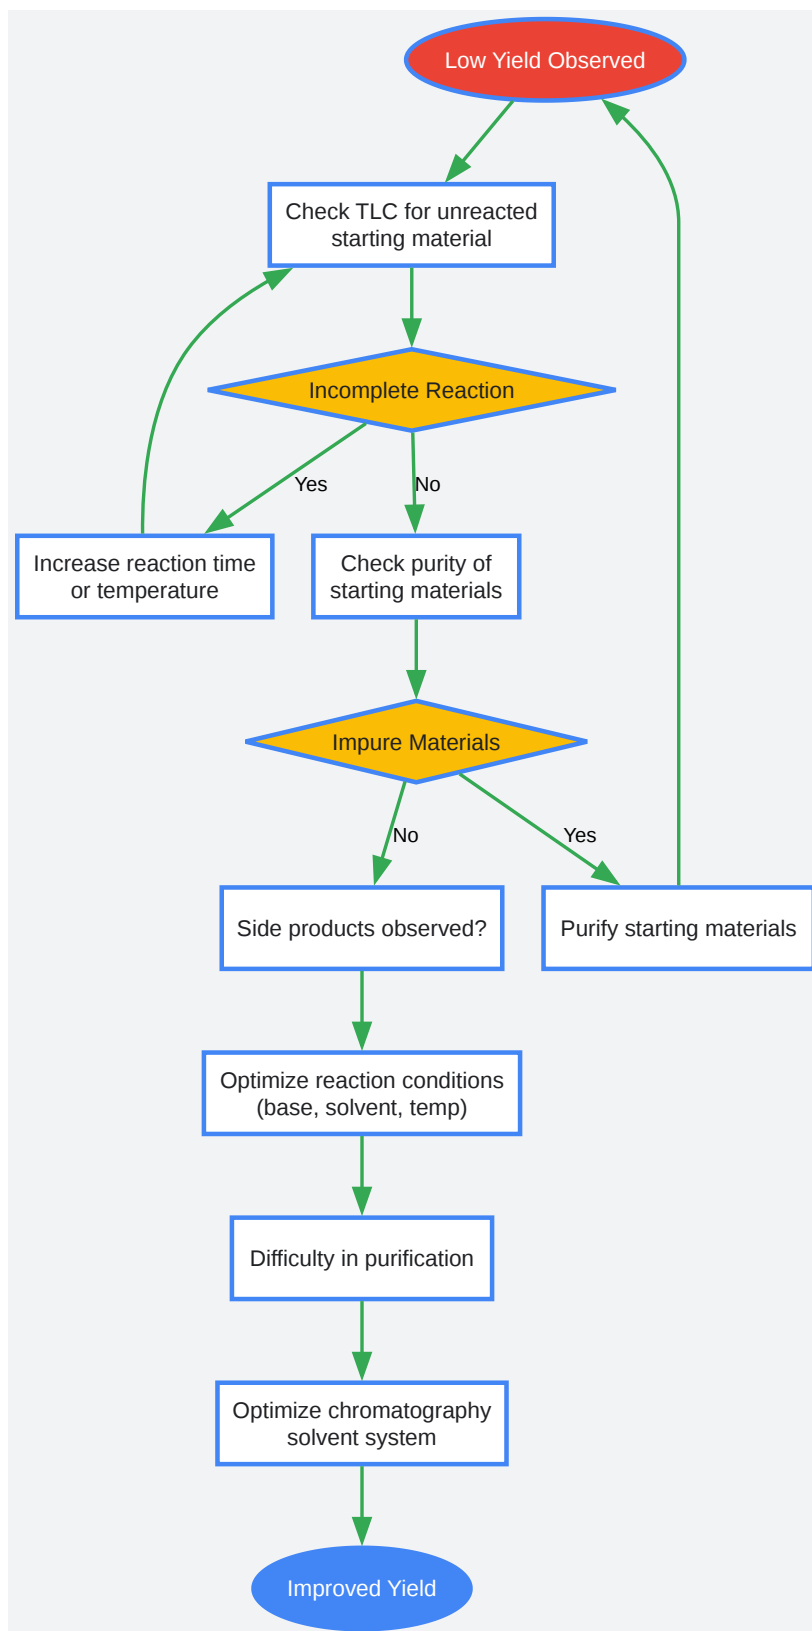 Low Yield Observed
Check TLC for unreacted
starting material
Incomplete Reaction
Yes
No
Increase reaction time
or temperature
Check purity of
starting materials
Impure Materials
No
Yes
Side products observed?
Purify starting materials
Optimize reaction conditions
(base, solvent, temp)
Difficulty in purification
Optimize chromatography
solvent system
Improved Yield